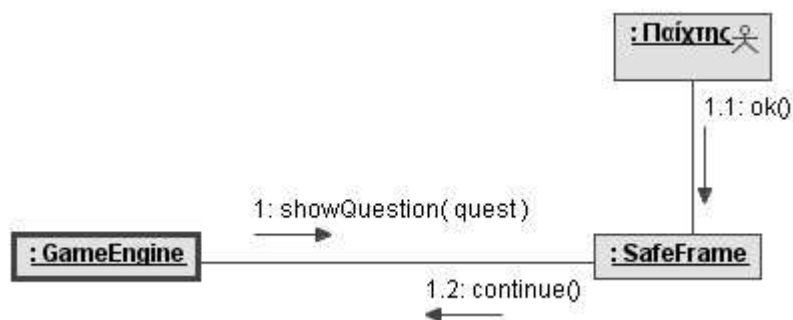 : Παίχτης
1.1: ok()
1: showQuestion( quest )
: GameEngine
: SafeFrame
1.2: continue()